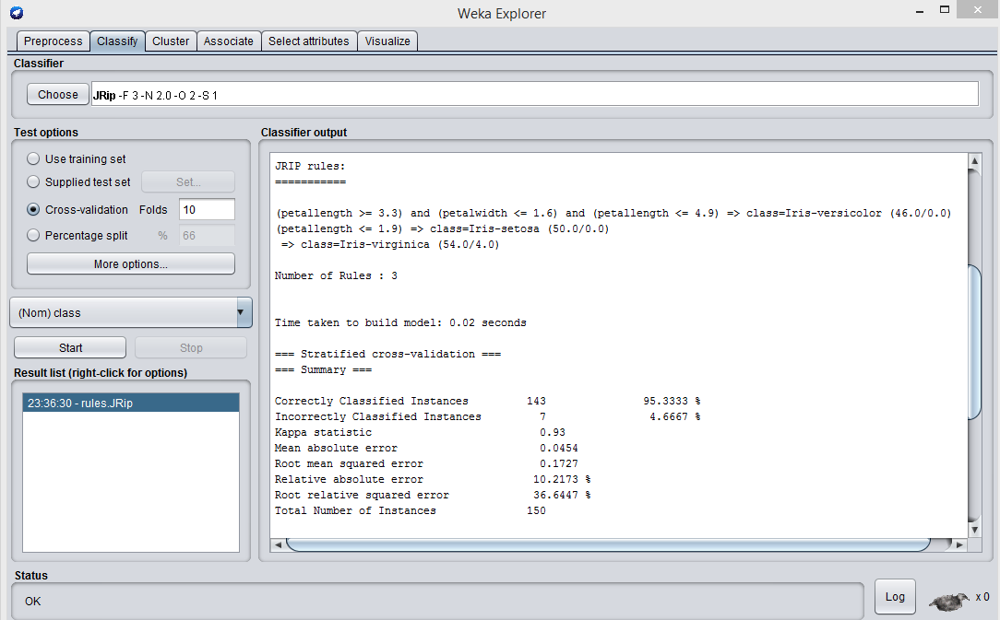 Weka Explorer
Preprocess Classify Cluster Associate Select attributes Visualize
Classifier
Choose JRip -F 3 -N 2.0 -O 2 -S 1
Test options
Use training set
Supplied test set Set...
Cross-validation Folds 10
Percentage split % 66
More options...
(Nom) class
Start Stop
Result list (right-click for options)
23:36:30 - rules.JRip
Classifier output
JRIP rules:
===========
(petallength >= 3.3) and (petalwidth <= 1.6) and (petallength <= 4.9) => class=Iris-versicolor (46.0/0.0)
(petallength <= 1.9) => class=Iris-setosa (50.0/0.0)
=> class=Iris-virginica (54.0/4.0)
Number of Rules : 3
Time taken to build model: 0.02 seconds
=== Stratified cross-validation ===
=== Summary ===
Correctly Classified Instances 143 95.3333 %
Incorrectly Classified Instances 7 4.6667 %
Kappa statistic 0.93
Mean absolute error 0.0454
Root mean squared error 0.1727
Relative absolute error 10.2173 %
Root relative squared error 36.6447 %
Total Number of Instances 150
Status
OK
Log
x 0